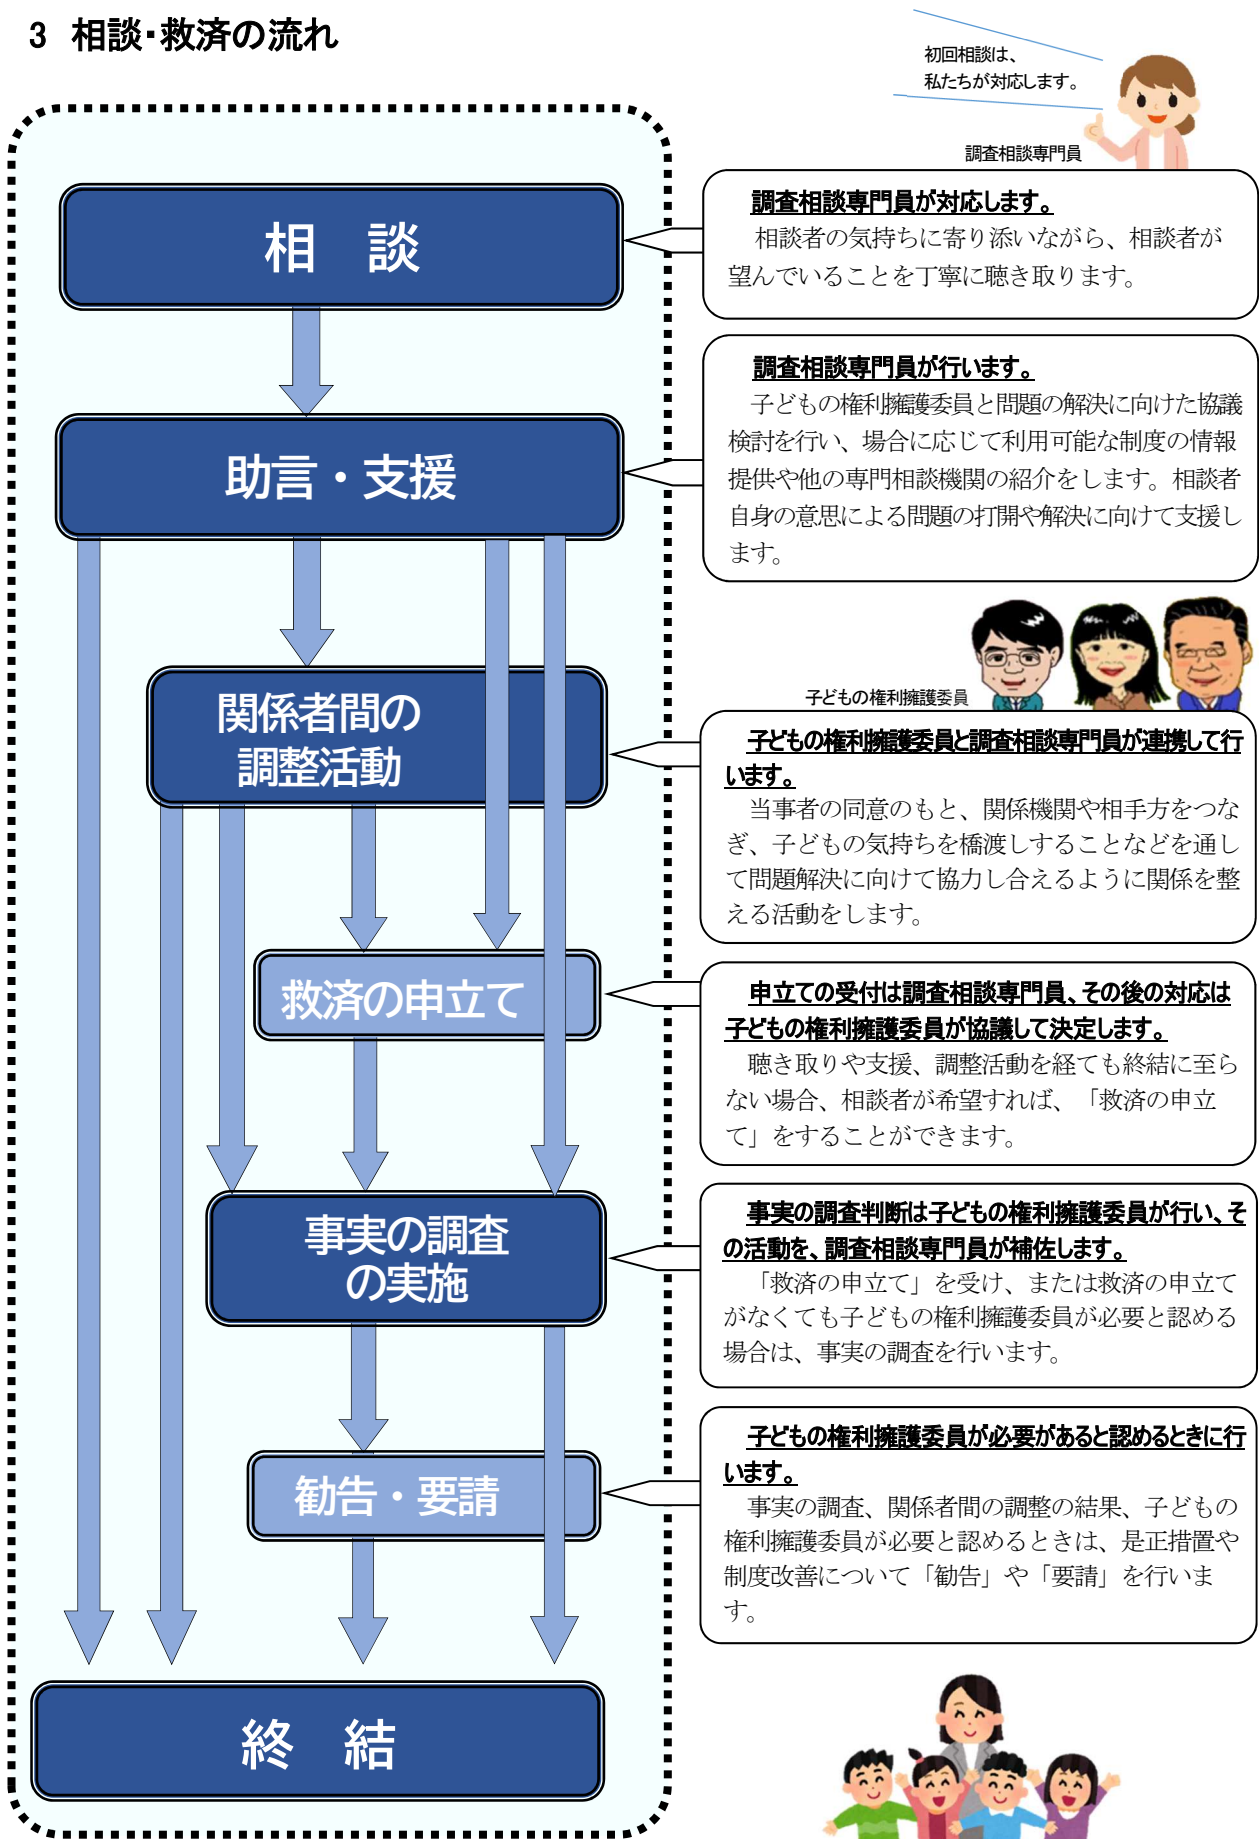 3 相談・救済の流れ
初回相談は、
私たちが対応します。
調査相談専門員
相 談
調査相談専門員が対応します。
相談者の気持ちに寄り添いながら、相談者が
望んでいることを丁寧に聴き取ります。
助言・支援
調査相談専門員が行います。
子どもの権利擁護委員と問題の解決に向けた協議
検討を行い、場合に応じて利用可能な制度の情報
提供や他の専門相談機関の紹介をします。相談者
自身の意思による問題の打開や解決に向けて支援し
ます。
子どもの権利擁護委員
関係者間の
調整活動
子どもの権利擁護委員と調査相談専門員が連携して行
います。
当事者の同意のもと、関係機関や相手方をつな
ぎ、子どもの気持ちを橋渡しすることなどを通し
て問題解決に向けて協力し合えるように関係を整
える活動をします。
救済の申立て
申立ての受付は調査相談専門員、その後の対応は
子どもの権利擁護委員が協議して決定します。
聴き取りや支援、調整活動を経ても終結に至ら
ない場合、相談者が希望すれば、「救済の申立
て」をすることができます。
事実の調査
の実施
事実の調査判断は子どもの権利擁護委員が行い、そ
の活動を、調査相談専門員が補佐します。
「救済の申立て」を受け、または救済の申立て
がなくても子どもの権利擁護委員が必要と認める
場合は、事実の調査を行います。
勧告・要請
子どもの権利擁護委員が必要があると認めるときに行
います。
事実の調査、関係者間の調整の結果、子どもの
権利擁護委員が必要と認めるときは、是正措置や
制度改善について「勧告」や「要請」を行いま
す。
終 結